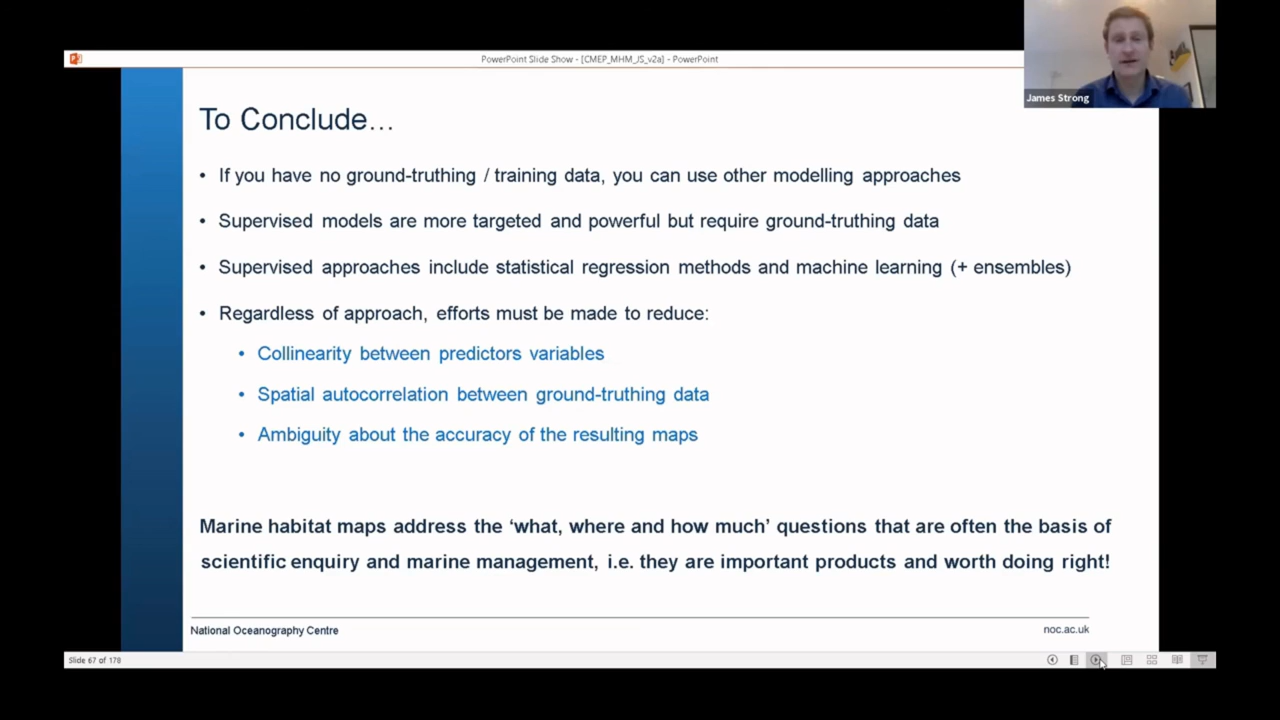 PowerPoint Slide Show - [CMEP_MHM_JS_v2a] - PowerPoint
James Strong
To Conclude...
• If you have no ground-truthing / training data, you can use other modelling approaches
• Supervised models are more targeted and powerful but require ground-truthing data
• Supervised approaches include statistical regression methods and machine learning (+ ensembles)
• Regardless of approach, efforts must be made to reduce:
• Collinearity between predictors variables
• Spatial autocorrelation between ground-truthing data
• Ambiguity about the accuracy of the resulting maps
Marine habitat maps address the ‘what, where and how much’ questions that are often the basis of
scientific enquiry and marine management, i.e. they are important products and worth doing right!
National Oceanography Centre
noc.ac.uk
Slide 67 of 178